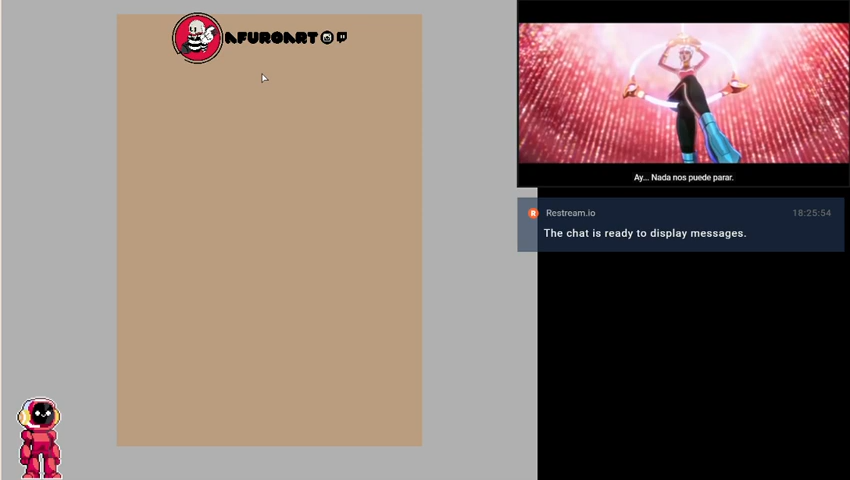 AFUROART
Ay... Nada nos puede parar.
R Restream.io 18:25:54
The chat is ready to display messages.